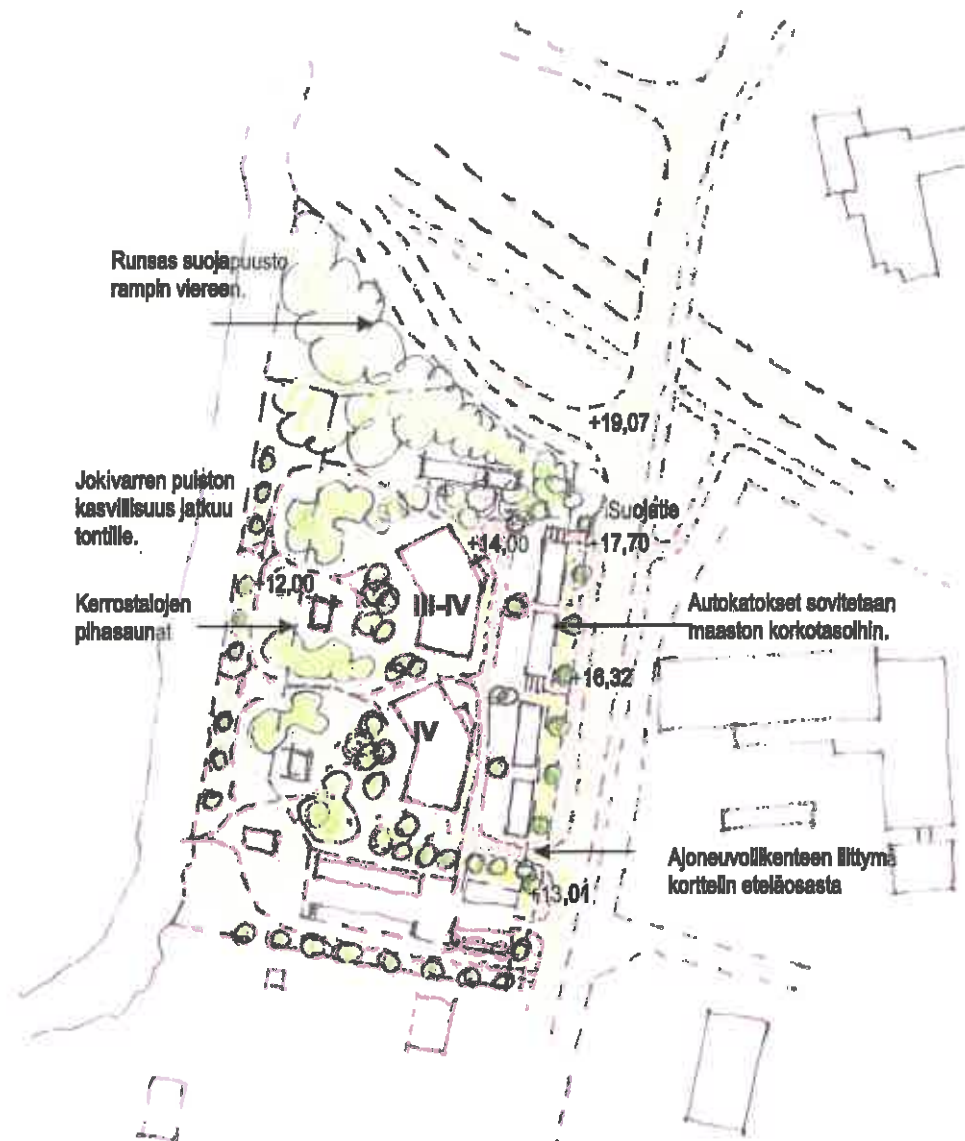 Runsas suojapuusto
rampin viereen.
+19,07
Jokivarren puiston
kasvillisuus jatkuu
tontille.
Suojatie
+17,70
+14,00
+12,00
Kerrostalojen
pihasaunat
III-IV
Autokatokset sovitetaan
maaston korkotasoihin.
+16,32
IV
Ajoneuvoliikenteen liittymä
korttelin eteläosasta
+13,01